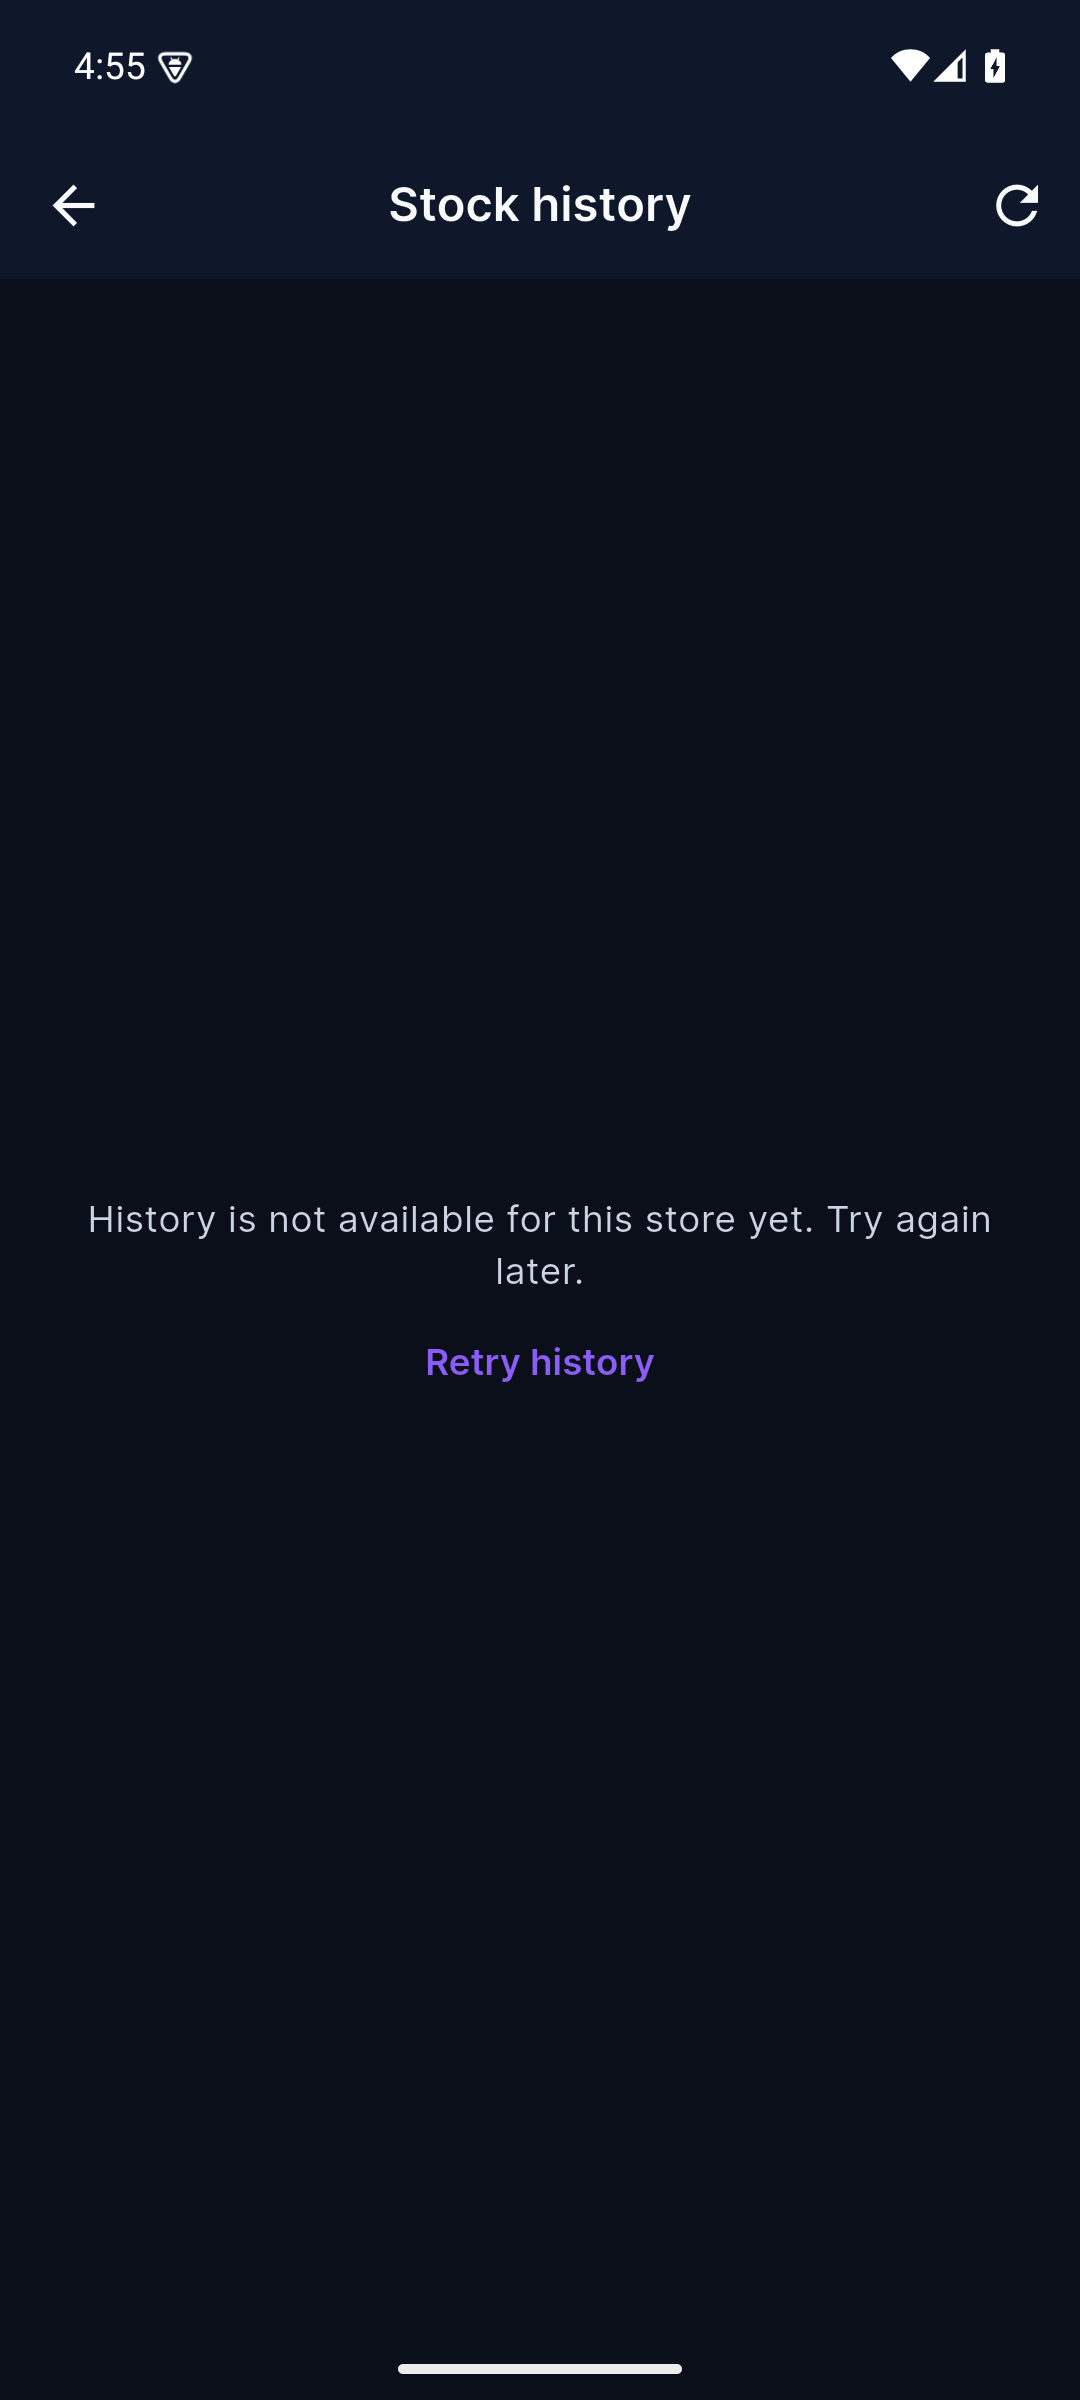 4:55
Stock history
History is not available for this store yet. Try again
later.
Retry history